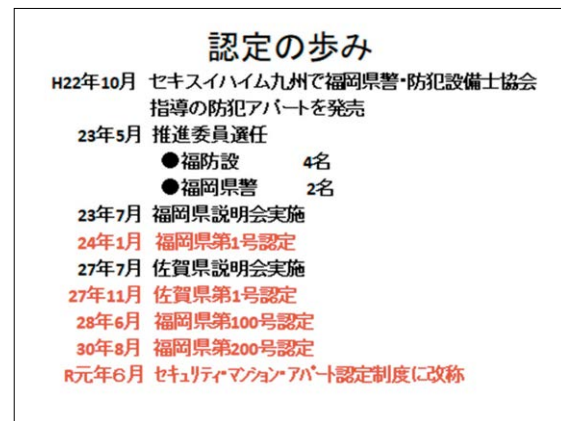 認定の歩み
H22年10月 セキスイハイム九州で福岡県警・防犯設備士協会
指導の防犯アパートを発売
23年5月 推進委員選任
●福防設 4名
●福岡県警 2名
23年7月 福岡県説明会実施
24年1月 福岡県第1号認定
27年7月 佐賀県説明会実施
27年11月 佐賀県第1号認定
28年6月 福岡県第100号認定
30年8月 福岡県第200号認定
R元年６月 セキュリティ・マンション・アパート認定制度に改称